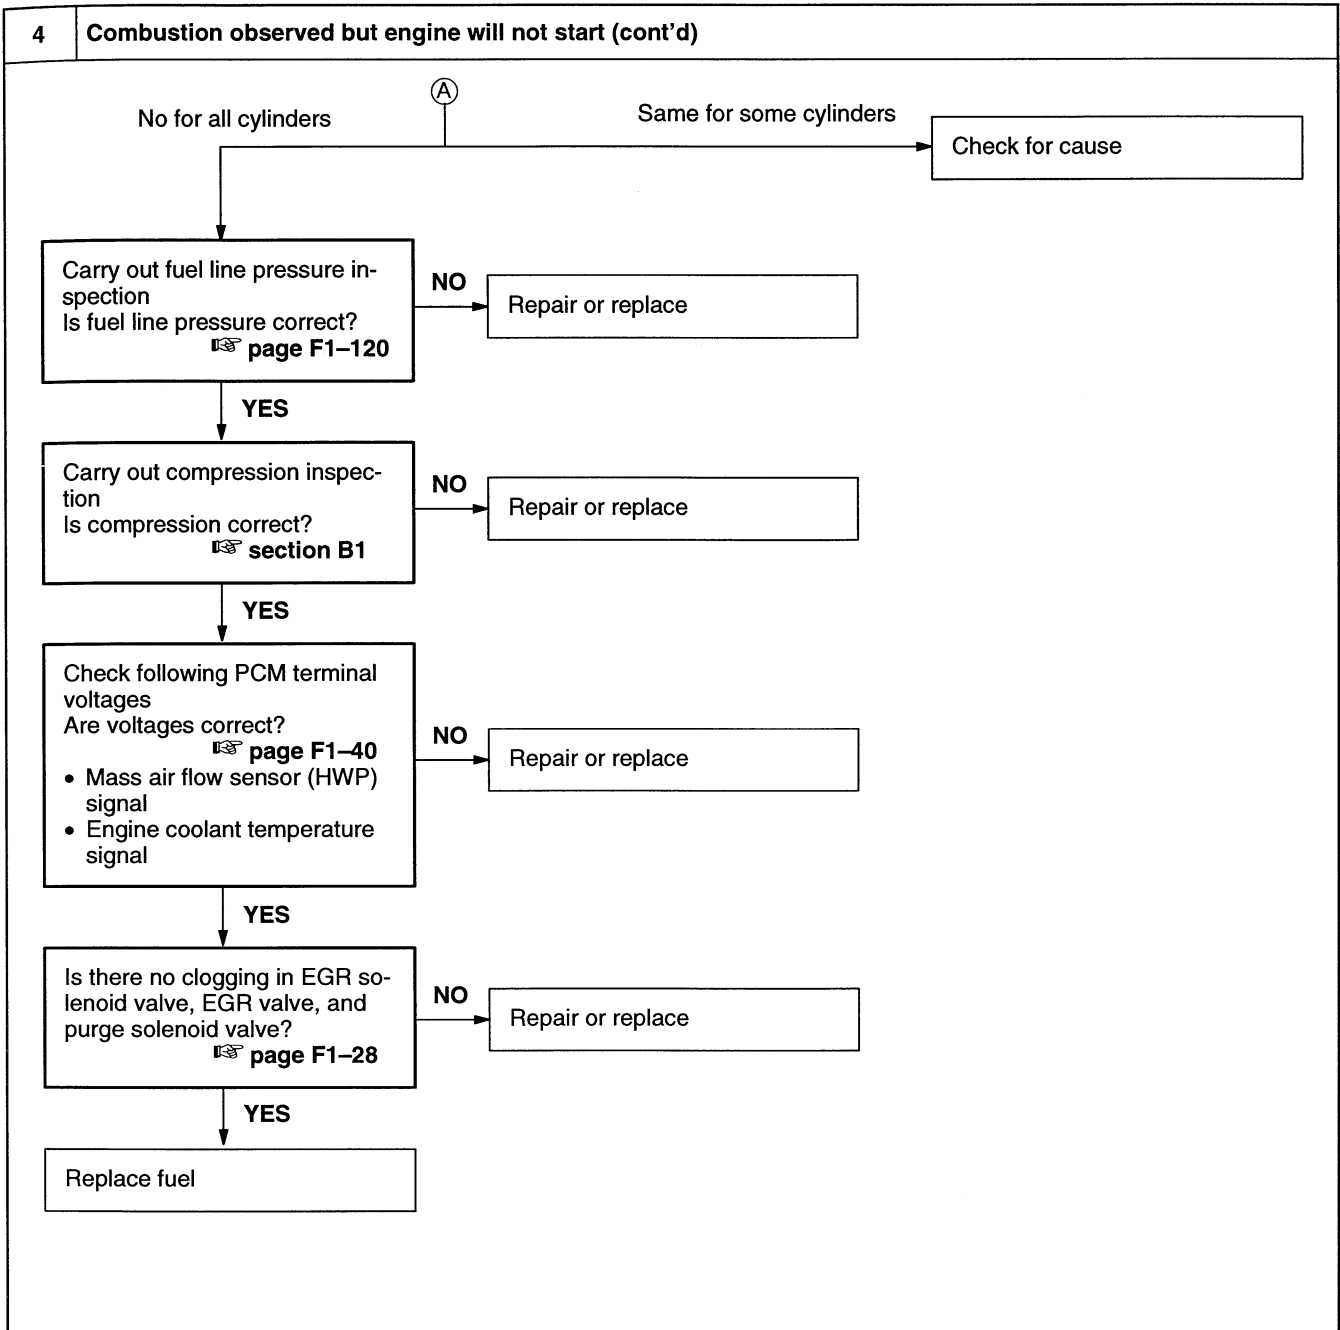 4 Combustion observed but engine will not start (cont'd)
A
No for all cylinders
Same for some cylinders
Check for cause
Carry out fuel line pressure in-
spection
Is fuel line pressure correct?
☞ page F1–120
NO
Repair or replace
YES
Carry out compression inspec-
tion
Is compression correct?
☞ section B1
NO
Repair or replace
YES
Check following PCM terminal
voltages
Are voltages correct?
☞ page F1–40
• Mass air flow sensor (HWP)
signal
• Engine coolant temperature
signal
NO
Repair or replace
YES
Is there no clogging in EGR so-
lenoid valve, EGR valve, and
purge solenoid valve?
☞ page F1–28
NO
Repair or replace
YES
Replace fuel